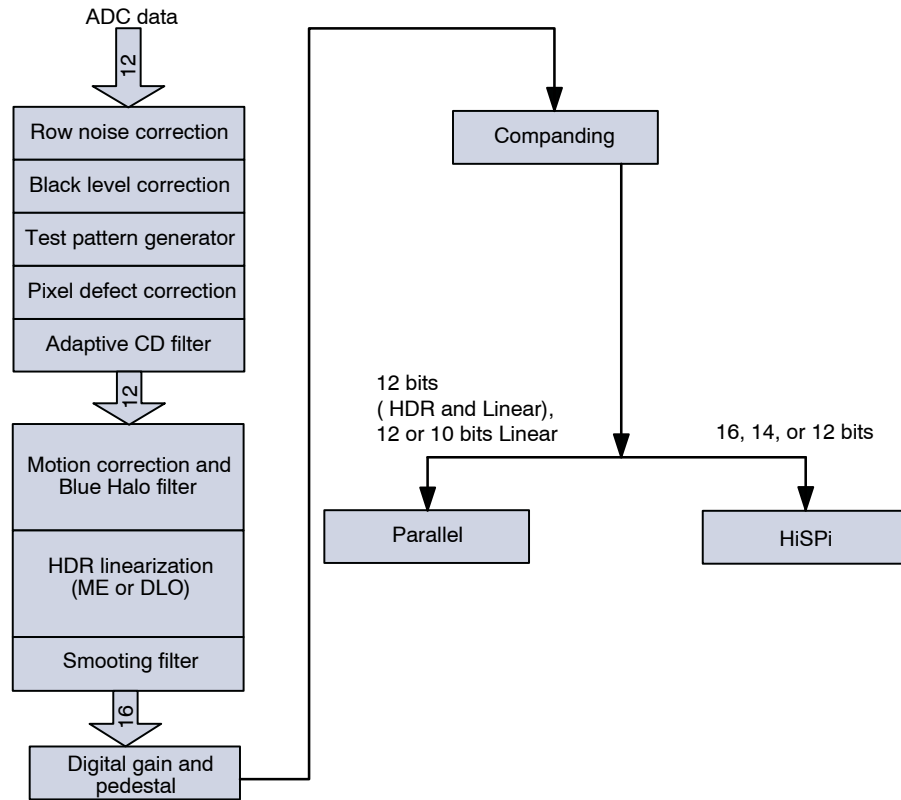 ADC data
12
Row noise correction
Black level correction
Test pattern generator
Pixel defect correction
Adaptive CD filter
12
Motion correction and
Blue Halo filter
HDR linearization
(ME or DLO)
Smooting filter
16
Digital gain and
pedestal
Companding
12 bits
( HDR and Linear),
12 or 10 bits Linear
16, 14, or 12 bits
Parallel
HiSPi